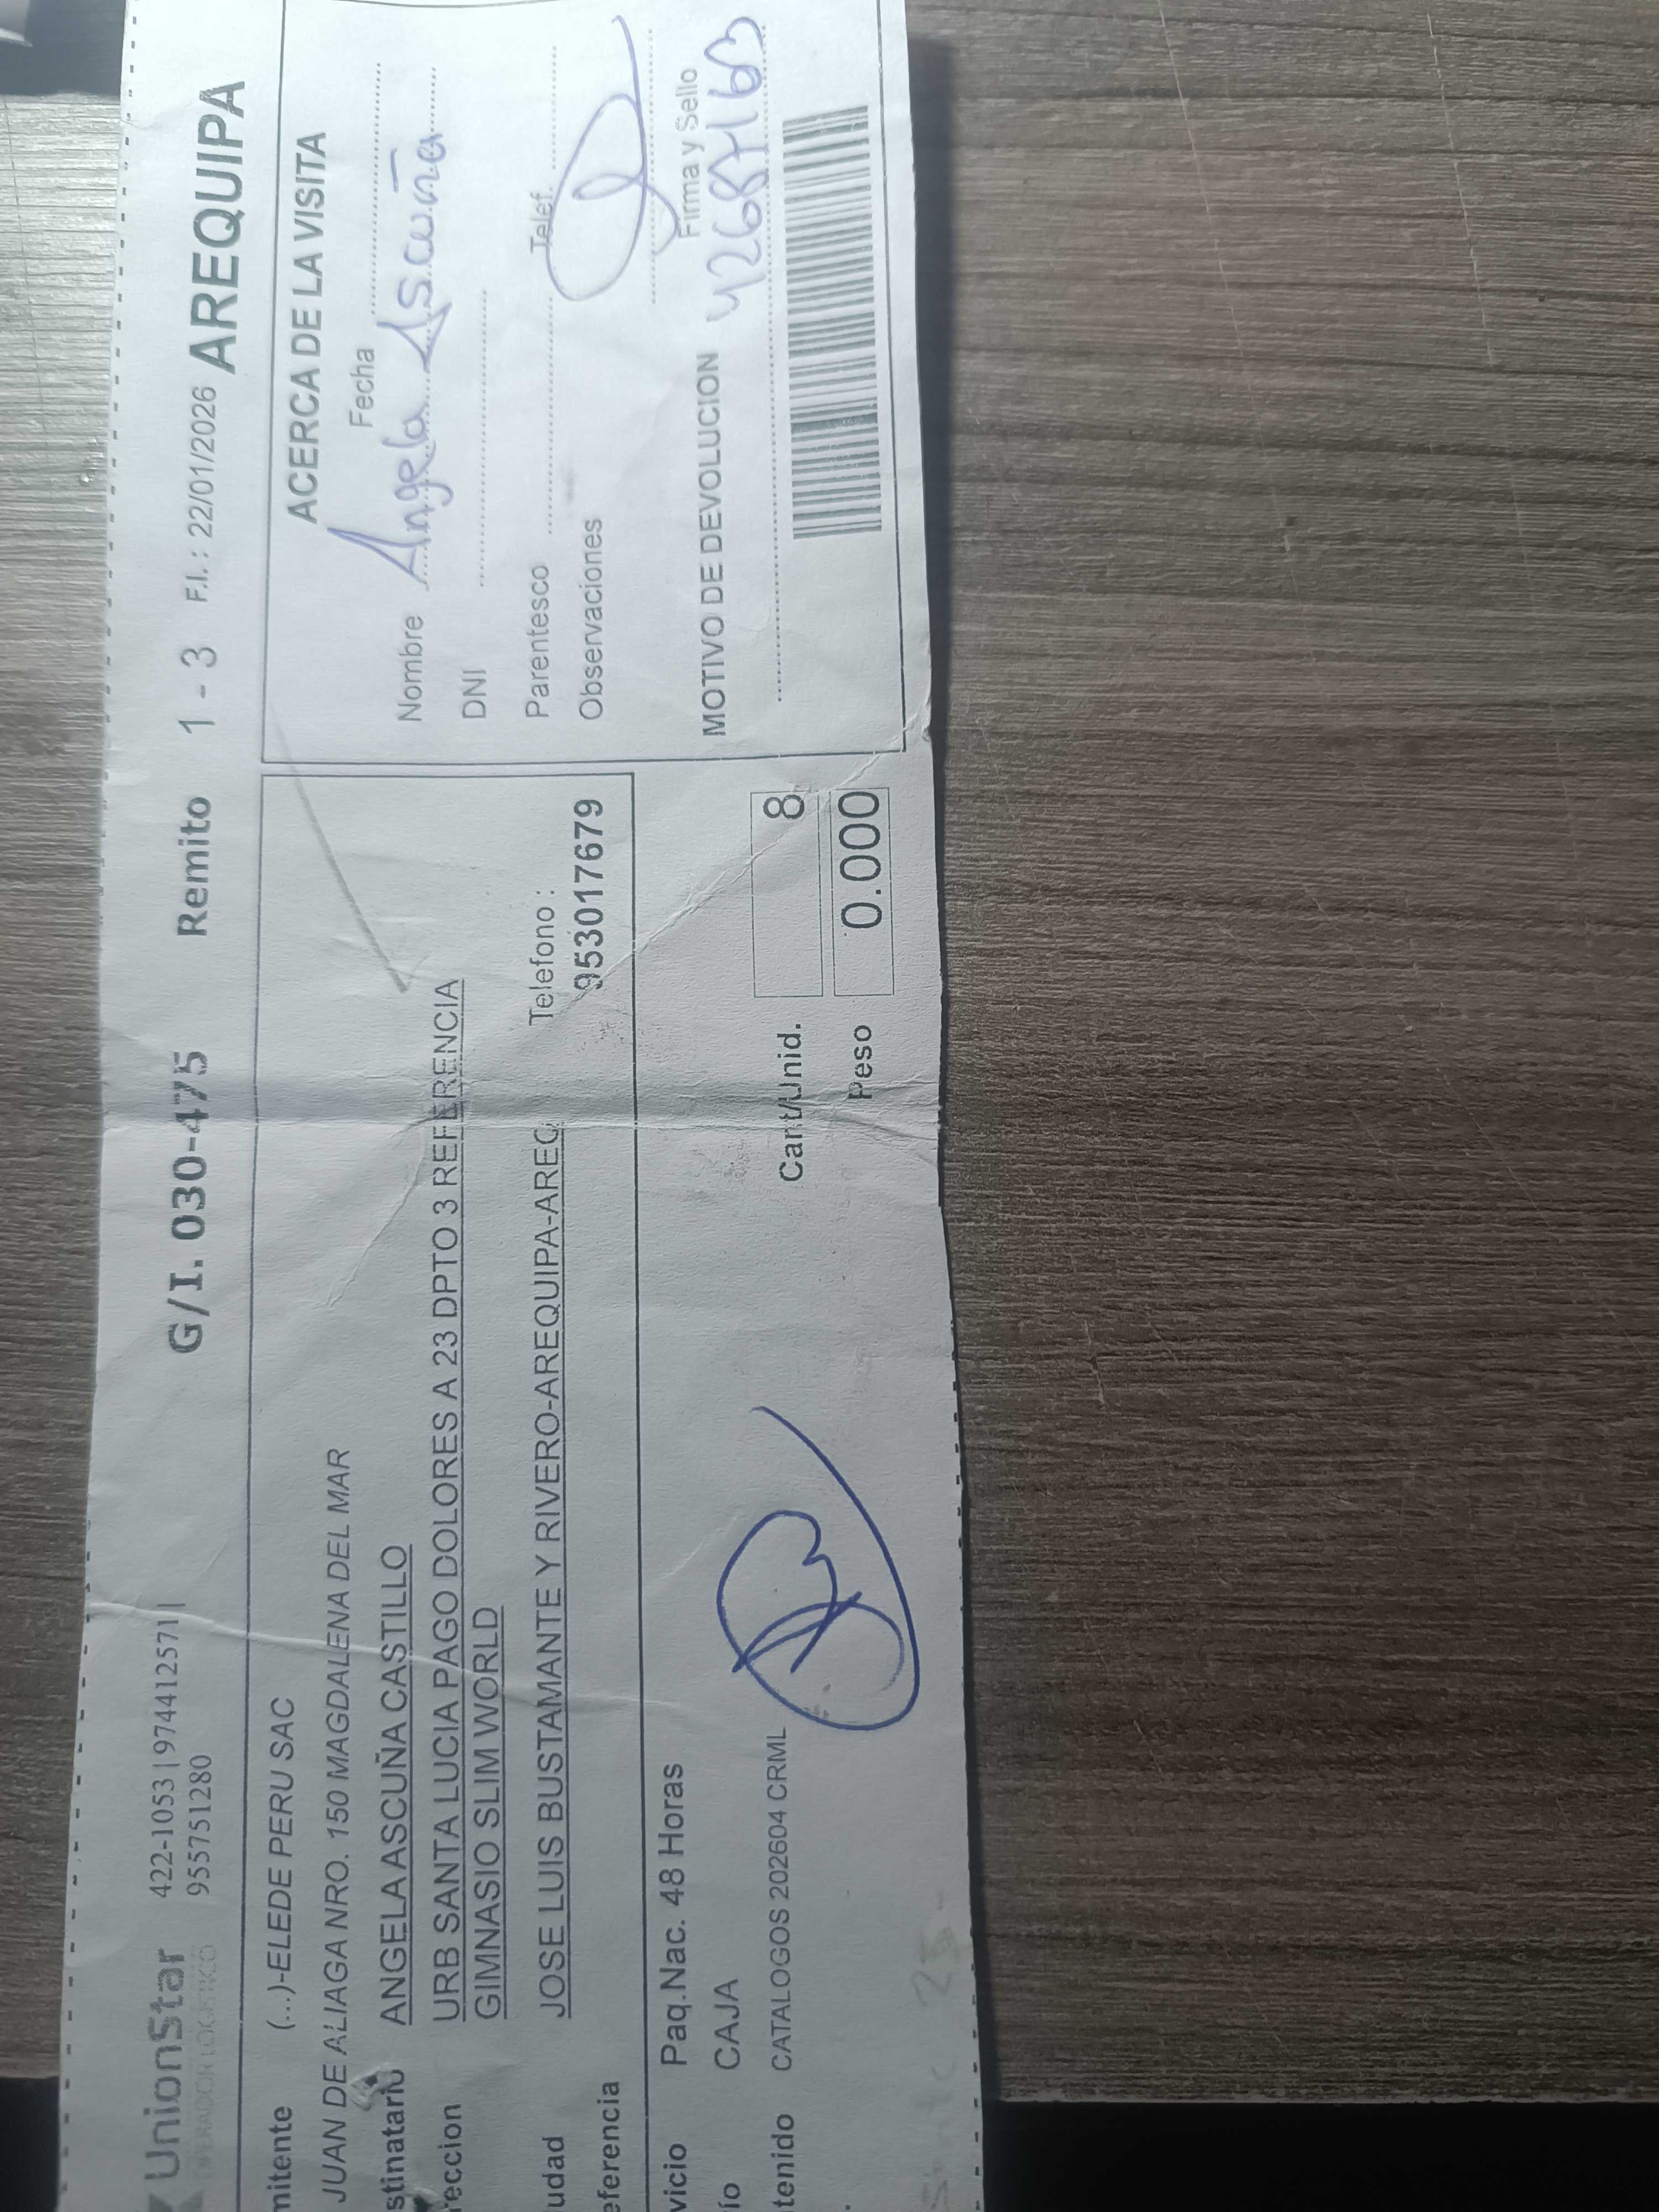 UnionStar 422-1053 | 974412571 | G/I. 030-475 Remito 1 - 3 F.I. : 22/01/2026 AREQUIPA
OPERADOR LOGISTICO 955751280
mitente (...)-ELEDE PERU SAC
JUAN DE ALIAGA NRO. 150 MAGDALENA DEL MAR
stinatario ANGELA ASCUÑA CASTILLO
reccion URB SANTA LUCIA PAGO DOLORES A 23 DPTO 3 REFERENCIA
GIMNASIO SLIM WORLD
udad JOSE LUIS BUSTAMANTE Y RIVERO-AREQUIPA-AREQ Telefono :
eferencia 953017679
vicio Paq.Nac. 48 Horas
ío CAJA
tenido CATALOGOS 202604 CRML
Cant/Unid. 8
Peso 0.000
ACERCA DE LA VISITA
Fecha
Nombre Angela Ascuña
DNI
Parentesco Telef.
Observaciones
Firma y Sello
MOTIVO DE DEVOLUCION